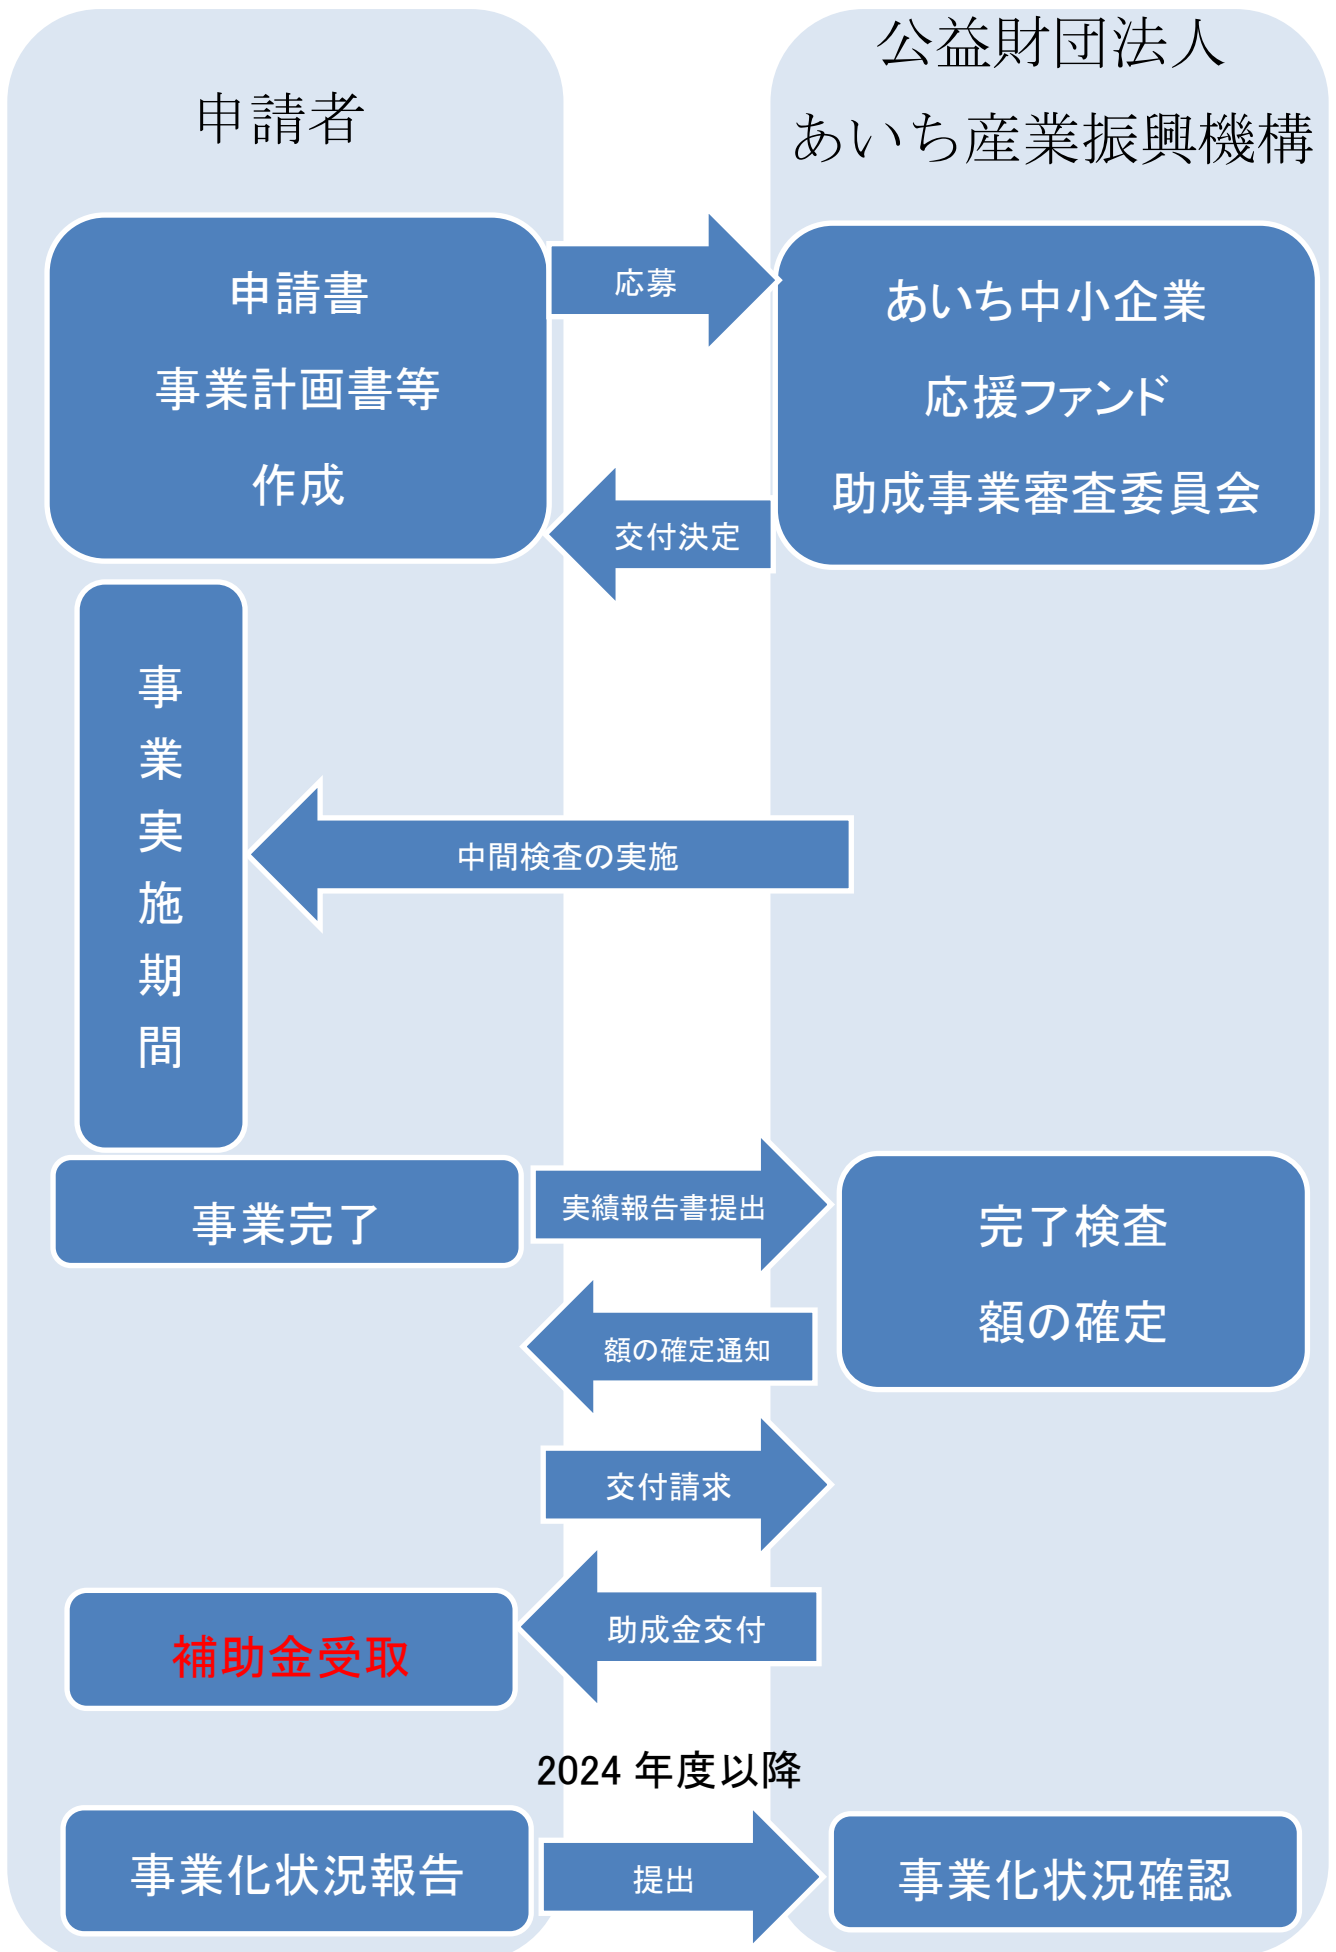 申請者
公益財団法人
あいち産業振興機構
申請書
事業計画書等
作成
応募
あいち中小企業
応援ファンド
助成事業審査委員会
交付決定
事業実施期間
中間検査の実施
事業完了
実績報告書提出
完了検査
額の確定
額の確定通知
交付請求
助成金交付
補助金受取
2024 年度以降
事業化状況報告
提出
事業化状況確認